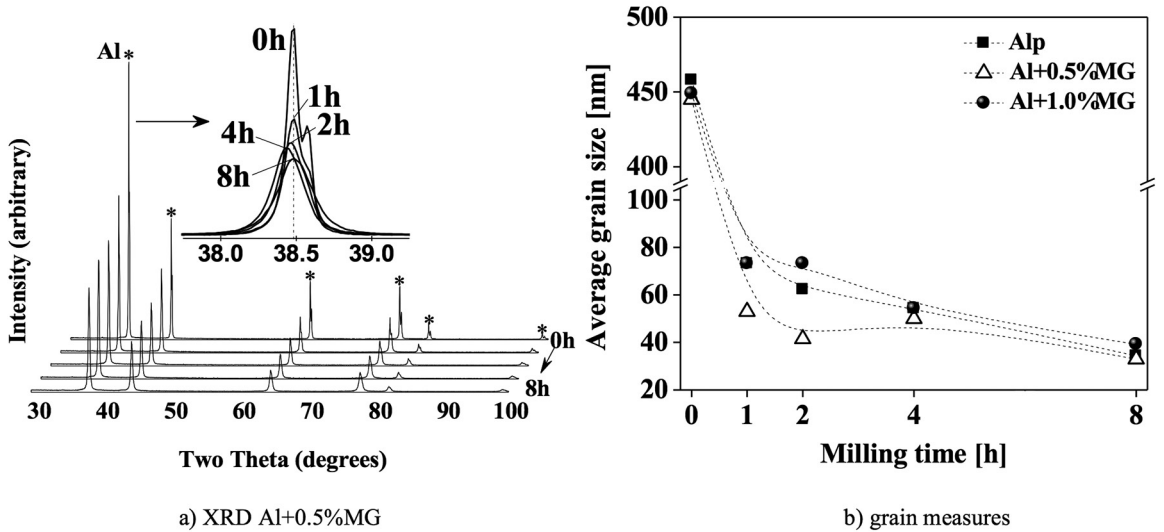 Al
*
0h
1h
2h
4h
8h
38.0 38.5 39.0
*
*
*
*
*
0h
8h
Intensity (arbitrary)
30 40 50 60 70 80 90 100
Two Theta (degrees)
a) XRD Al+0.5%MG
500
450
400
100
80
60
40
20
Average grain size [nm]
Alp
Al+0.5%MG
Al+1.0%MG
0 1 2 4 8
Milling time [h]
b) grain measures